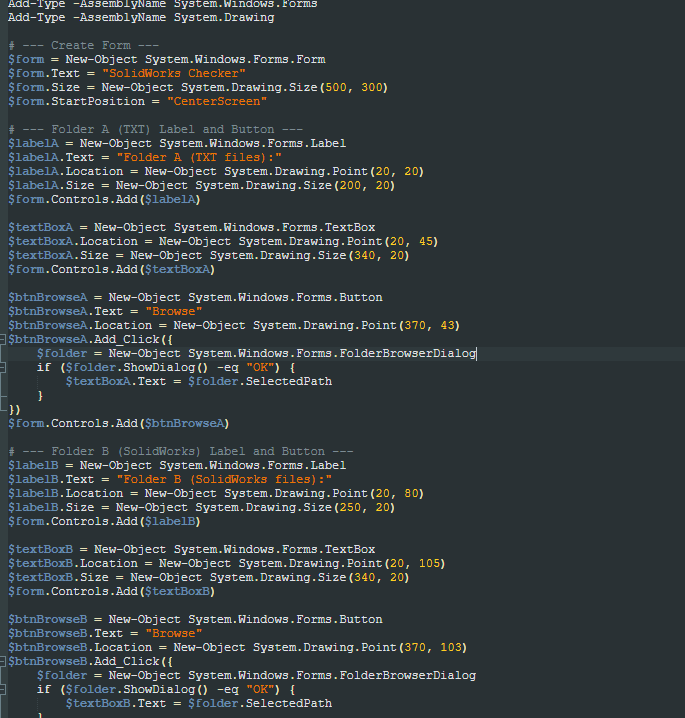 Add-Type -AssemblyName System.Windows.Forms
Add-Type -AssemblyName System.Drawing
# --- Create Form ---
$form = New-Object System.Windows.Forms.Form
$form.Text = "SolidWorks Checker"
$form.Size = New-Object System.Drawing.Size(500, 300)
$form.StartPosition = "CenterScreen"
# --- Folder A (TXT) Label and Button ---
$labelA = New-Object System.Windows.Forms.Label
$labelA.Text = "Folder A (TXT files):"
$labelA.Location = New-Object System.Drawing.Point(20, 20)
$labelA.Size = New-Object System.Drawing.Size(200, 20)
$form.Controls.Add($labelA)
$textBoxA = New-Object System.Windows.Forms.TextBox
$textBoxA.Location = New-Object System.Drawing.Point(20, 45)
$textBoxA.Size = New-Object System.Drawing.Size(340, 20)
$form.Controls.Add($textBoxA)
$btnBrowseA = New-Object System.Windows.Forms.Button
$btnBrowseA.Text = "Browse"
$btnBrowseA.Location = New-Object System.Drawing.Point(370, 43)
$btnBrowseA.Add_Click({
    $folder = New-Object System.Windows.Forms.FolderBrowserDialog
    if ($folder.ShowDialog() -eq "OK") {
        $textBoxA.Text = $folder.SelectedPath
    }
})
$form.Controls.Add($btnBrowseA)
# --- Folder B (SolidWorks) Label and Button ---
$labelB = New-Object System.Windows.Forms.Label
$labelB.Text = "Folder B (SolidWorks files):"
$labelB.Location = New-Object System.Drawing.Point(20, 80)
$labelB.Size = New-Object System.Drawing.Size(250, 20)
$form.Controls.Add($labelB)
$textBoxB = New-Object System.Windows.Forms.TextBox
$textBoxB.Location = New-Object System.Drawing.Point(20, 105)
$textBoxB.Size = New-Object System.Drawing.Size(340, 20)
$form.Controls.Add($textBoxB)
$btnBrowseB = New-Object System.Windows.Forms.Button
$btnBrowseB.Text = "Browse"
$btnBrowseB.Location = New-Object System.Drawing.Point(370, 103)
$btnBrowseB.Add_Click({
    $folder = New-Object System.Windows.Forms.FolderBrowserDialog
    if ($folder.ShowDialog() -eq "OK") {
        $textBoxB.Text = $folder.SelectedPath